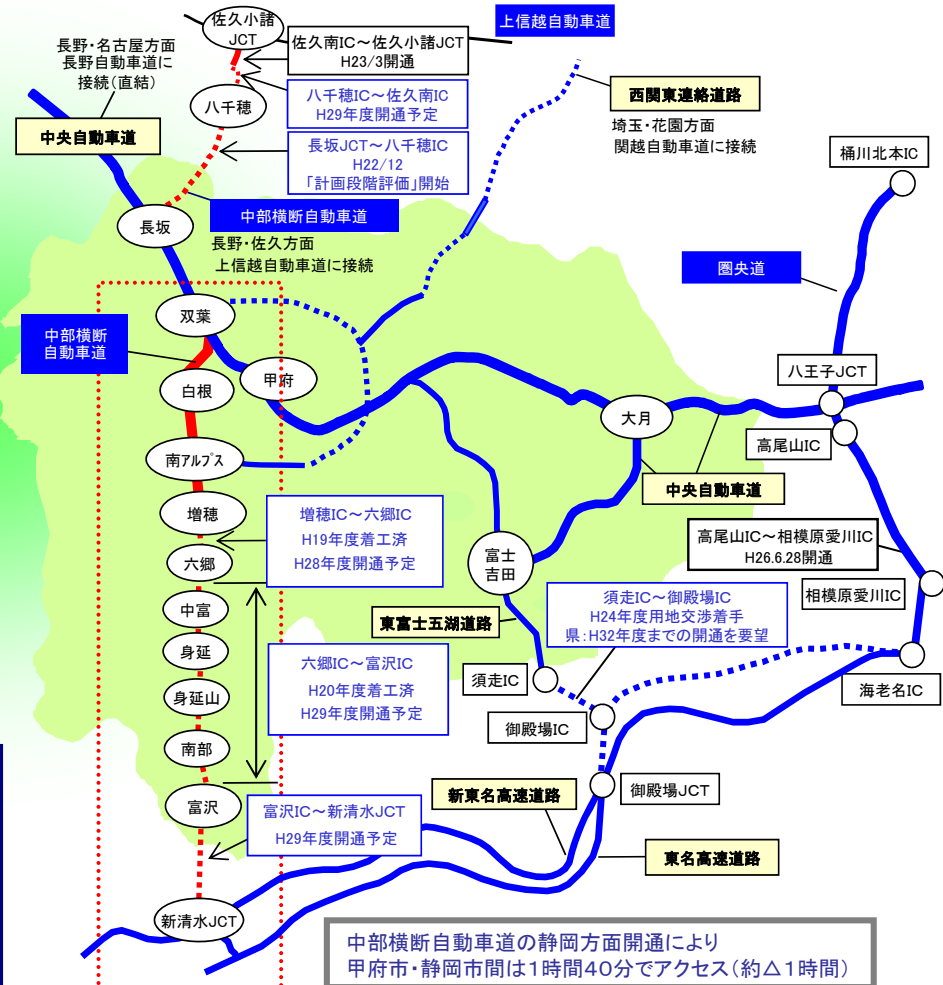 佐久小諸
JCT
上信越自動車道
佐久南IC～佐久小諸JCT
H23/3開通
長野・名古屋方面
長野自動車道に
接続(直結)
八千穂IC～佐久南IC
H29年度開通予定
西関東連絡道路
八千穂
埼玉・花園方面
関越自動車道に接続
中央自動車道
長坂JCT～八千穂IC
H22/12
「計画段階評価」開始
桶川北本IC
中部横断自動車道
長坂
長野・佐久方面
上信越自動車道に接続
圏央道
双葉
中部横断
自動車道
甲府
白根
八王子JCT
大月
高尾山IC
南アルプス
中央自動車道
増穂
増穂IC～六郷IC
H19年度着工済
H28年度開通予定
高尾山IC～相模原愛川IC
H26.6.28開通
六郷
富士
吉田
相模原愛川IC
中富
須走IC～御殿場IC
H24年度用地交渉着手
県：H32年度までの開通を要望
東富士五湖道路
身延
六郷IC～富沢IC
H20年度着工済
H29年度開通予定
須走IC
海老名IC
身延山
御殿場IC
南部
富沢
新東名高速道路
御殿場JCT
富沢IC～新清水JCT
H29年度開通予定
東名高速道路
新清水JCT
中部横断自動車道の静岡方面開通により
甲府市・静岡市間は1時間40分でアクセス(約△1時間)